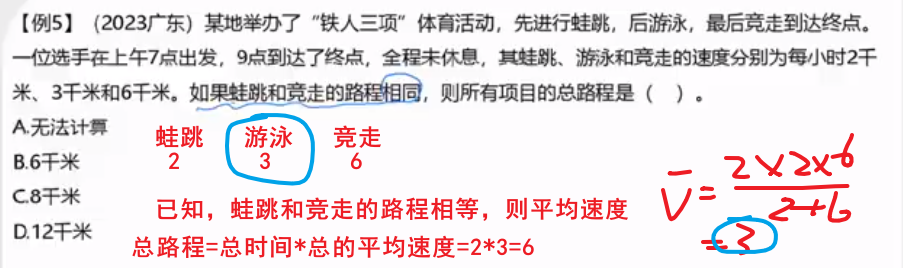 【例5】（2023广东）某地举办了“铁人三项”体育活动，先进行蛙跳，后游泳，最后竞走到达终点。
一位选手在上午7点出发，9点到达了终点，全程未休息，其蛙跳、游泳和竞走的速度分别为每小时2千
米、3千米和6千米。如果蛙跳和竞走的路程相同，则所有项目的总路程是（　）。
A.无法计算
B.6千米
C.8千米
D.12千米
蛙跳 游泳 竞走
2 3 6
已知，蛙跳和竞走的路程相等，则平均速度
总路程=总时间*总的平均速度=2*3=6
V̄=2×2×6/2+6
=3